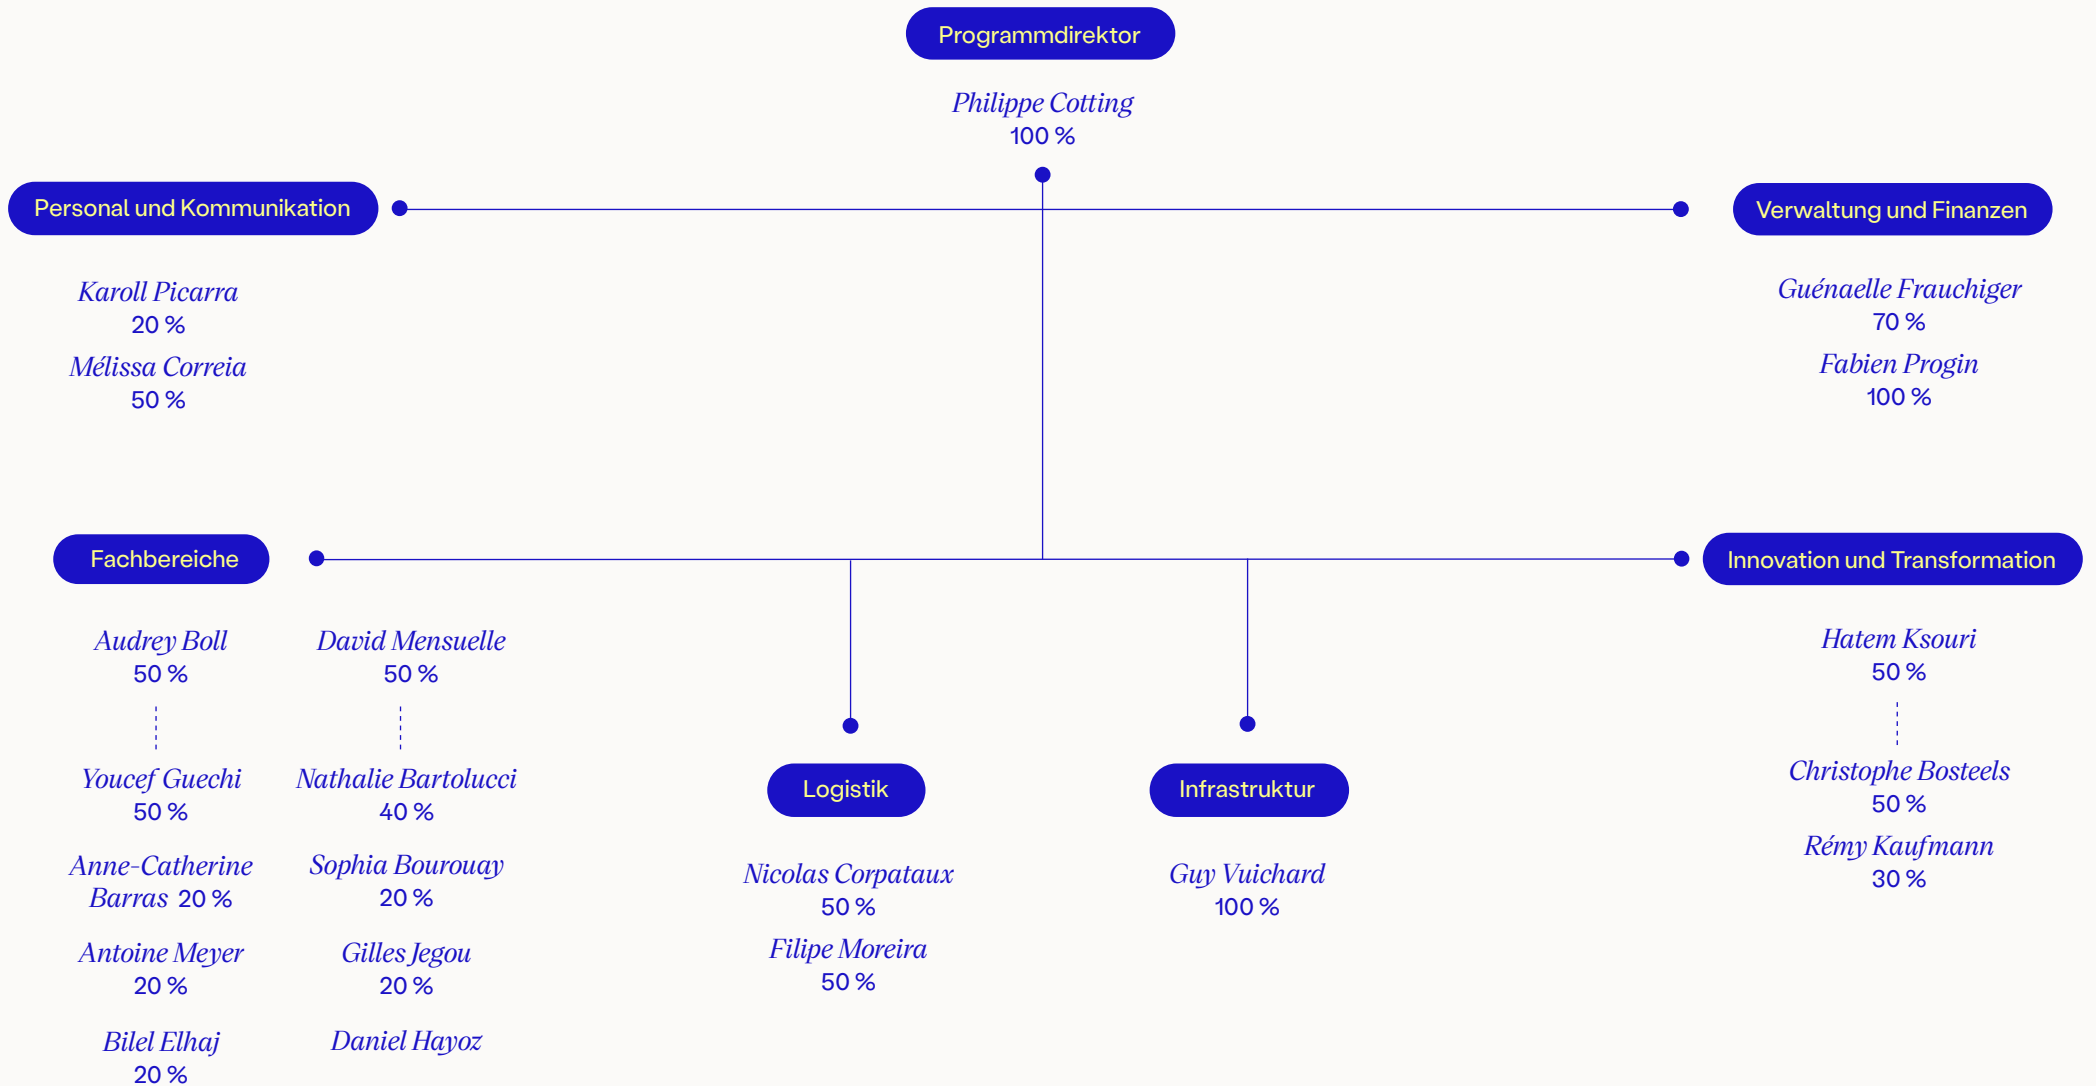 Programmdirektor
Philippe Cotting
100 %
Personal und Kommunikation
Karoll Picarra
20 %
Mélissa Correia
50 %
Verwaltung und Finanzen
Guénaelle Frauchiger
70 %
Fabien Progin
100 %
Fachbereiche
Audrey Boll
50 %
Youcef Guechi
50 %
Anne-Catherine
Barras 20 %
Antoine Meyer
20 %
Bilel Elhaj
20 %
David Mensuelle
50 %
Nathalie Bartolucci
40 %
Sophia Bourouay
20 %
Gilles Jegou
20 %
Daniel Hayoz
Logistik
Nicolas Corpataux
50 %
Filipe Moreira
50 %
Infrastruktur
Guy Vuichard
100 %
Innovation und Transformation
Hatem Ksouri
50 %
Christophe Bosteels
50 %
Rémy Kaufmann
30 %